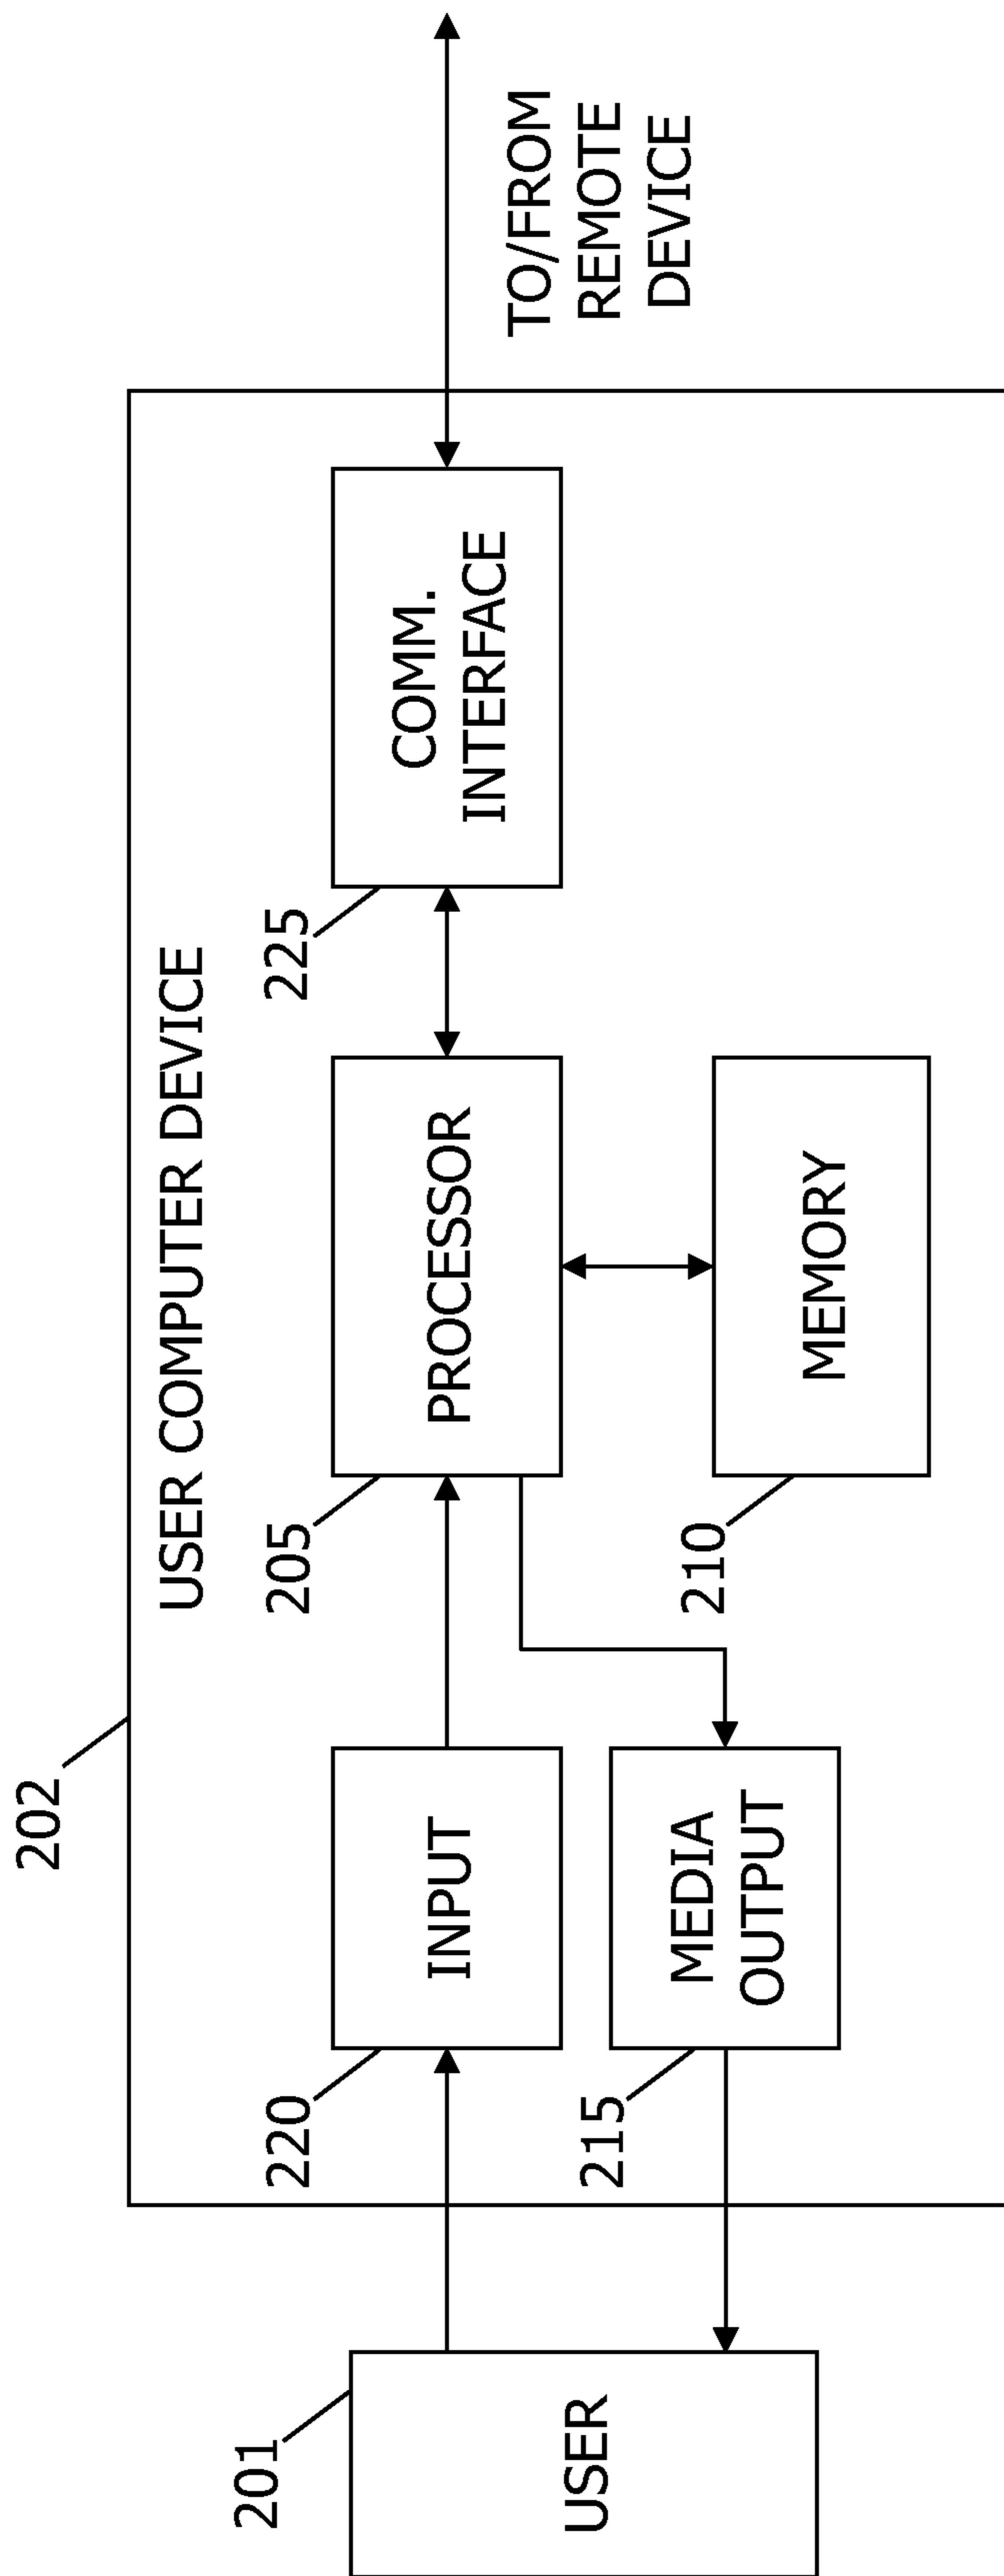 202
USER COMPUTER DEVICE
201
USER
220
INPUT
215
MEDIA
OUTPUT
205
PROCESSOR
210
MEMORY
225
COMM.
INTERFACE
TO/FROM
REMOTE
DEVICE